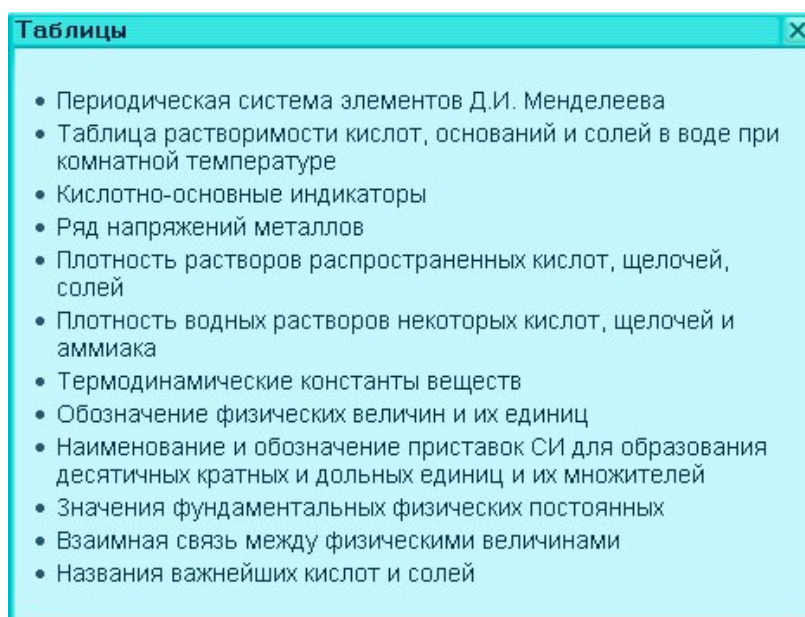 Таблицы
• Периодическая система элементов Д.И. Менделеева
• Таблица растворимости кислот, оснований и солей в воде при
комнатной температуре
• Кислотно-основные индикаторы
• Ряд напряжений металлов
• Плотность растворов распространенных кислот, щелочей,
солей
• Плотность водных растворов некоторых кислот, щелочей и
аммиака
• Термодинамические константы веществ
• Обозначение физических величин и их единиц
• Наименование и обозначение приставок СИ для образования
десятичных кратных и дольных единиц и их множителей
• Значения фундаментальных физических постоянных
• Взаимная связь между физическими величинами
• Названия важнейших кислот и солей